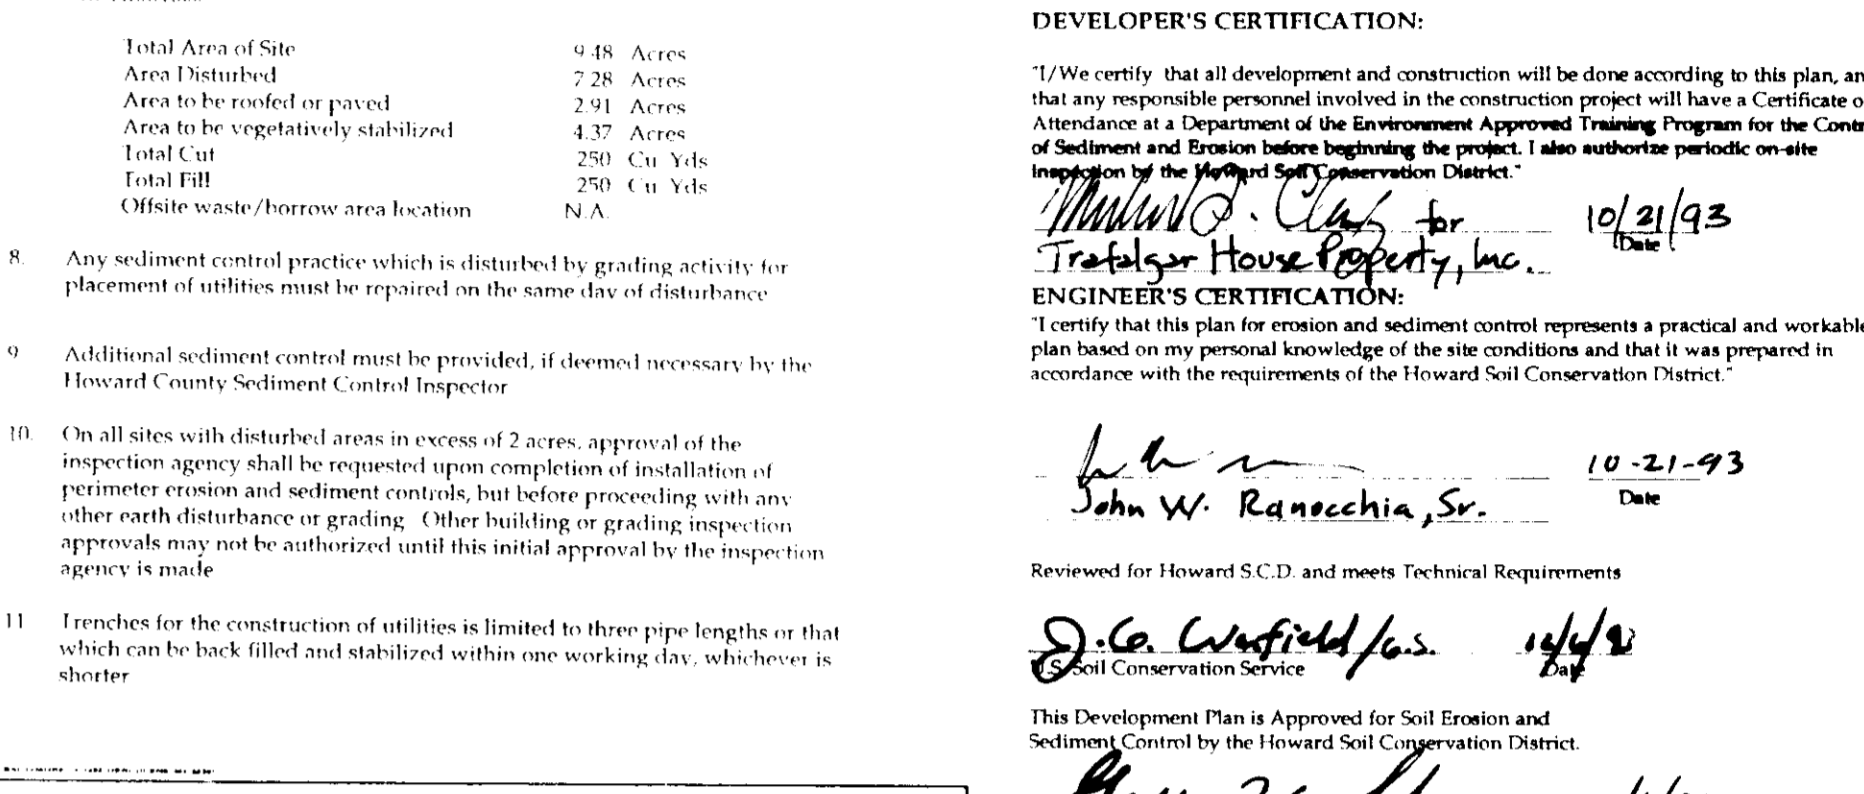 Total Area of Site 9.48 Acres
Area Disturbed 7.28 Acres
Area to be roofed or paved 2.91 Acres
Area to be vegetatively stabilized 4.37 Acres
Total Cut 250 Cu Yds
Total Fill 250 Cu Yds
Offsite waste/borrow area location N.A.
8. Any sediment control practice which is disturbed by grading activity for
placement of utilities must be repaired on the same day of disturbance
9 Additional sediment control must be provided, if deemed necessary by the
Howard County Sediment Control Inspector
10. On all sites with disturbed areas in excess of 2 acres, approval of the
inspection agency shall be requested upon completion of installation of
perimeter erosion and sediment controls, but before proceeding with any
other earth disturbance or grading Other building or grading inspection
approvals may not be authorized until this initial approval by the inspection
agency is made
11 Trenches for the construction of utilities is limited to three pipe lengths or that
which can be back filled and stabilized within one working day, whichever is
shorter
DEVELOPER'S CERTIFICATION:
"I/We certify that all development and construction will be done according to this plan, an
that any responsible personnel involved in the construction project will have a Certificate o
Attendance at a Department of the Environment Approved Training Program for the Contr
of Sediment and Erosion before beginning the project. I also authorize periodic on-site
Inspection by the Howard Soil Conservation District."
for 10/21/93
Trafalgar House Property, Inc. Date
ENGINEER'S CERTIFICATION:
"I certify that this plan for erosion and sediment control represents a practical and workable
plan based on my personal knowledge of the site conditions and that it was prepared in
accordance with the requirements of the Howard Soil Conservation District."
10-21-93
John W. Ranocchia, Sr. Date
Reviewed for Howard S.C.D. and meets Technical Requirements
Warfield/G.S.
U.S. Soil Conservation Service Date
This Development Plan is Approved for Soil Erosion and
Sediment Control by the Howard Soil Conservation District.